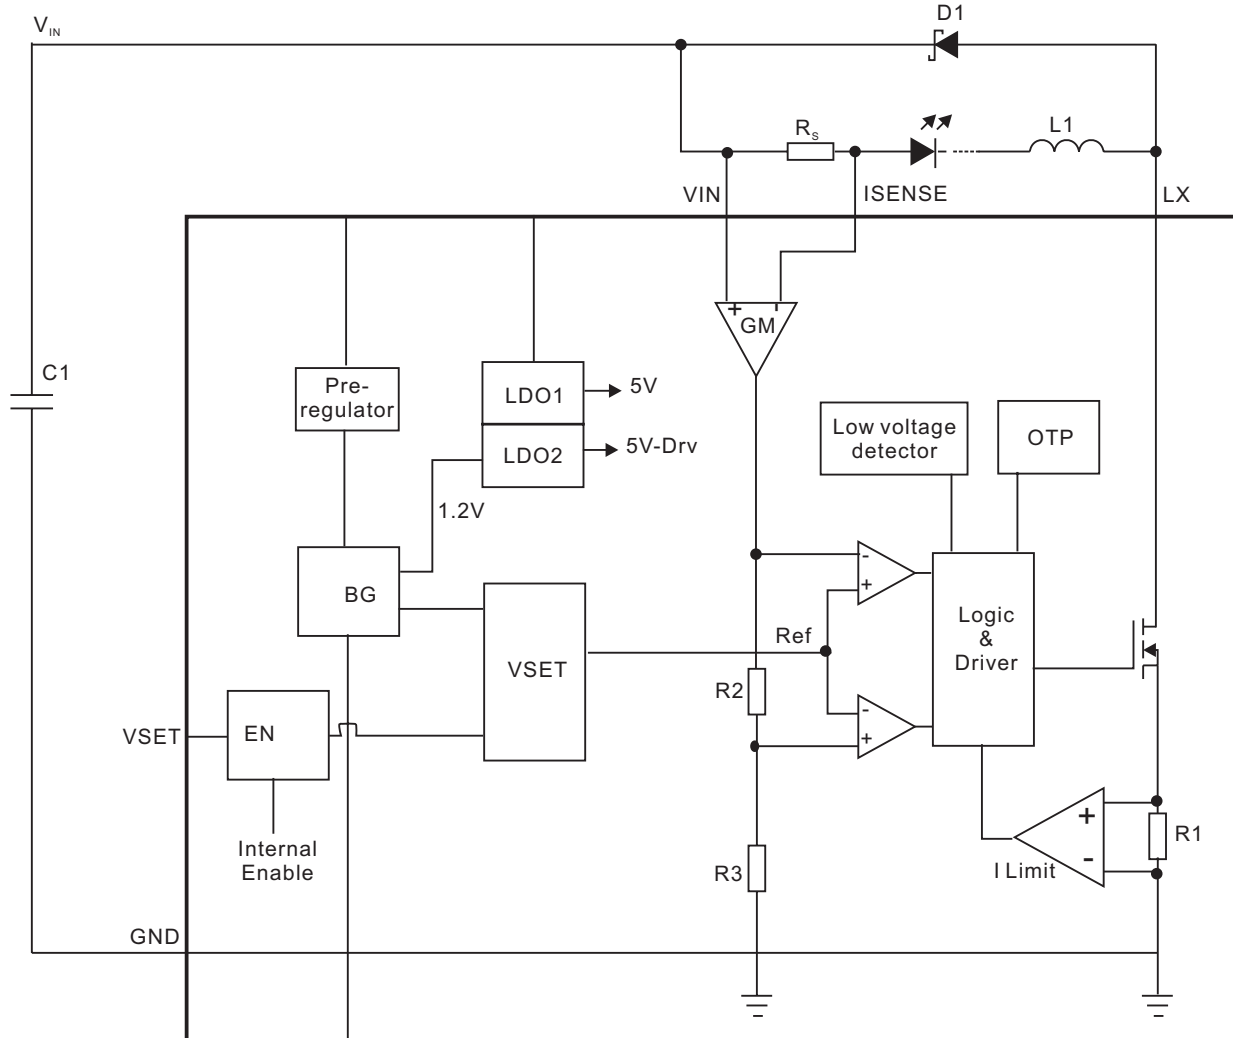 D1
V_IN
R_S
L1
VIN
ISENSE
LX
+ -
GM
C1
Pre-
regulator
LDO1
5V
LDO2
5V-Drv
1.2V
Low voltage
detector
OTP
BG
-
+
Logic
&
Driver
Ref
VSET
R2
-
+
VSET
EN
Internal
Enable
+
-
I Limit
R1
R3
GND